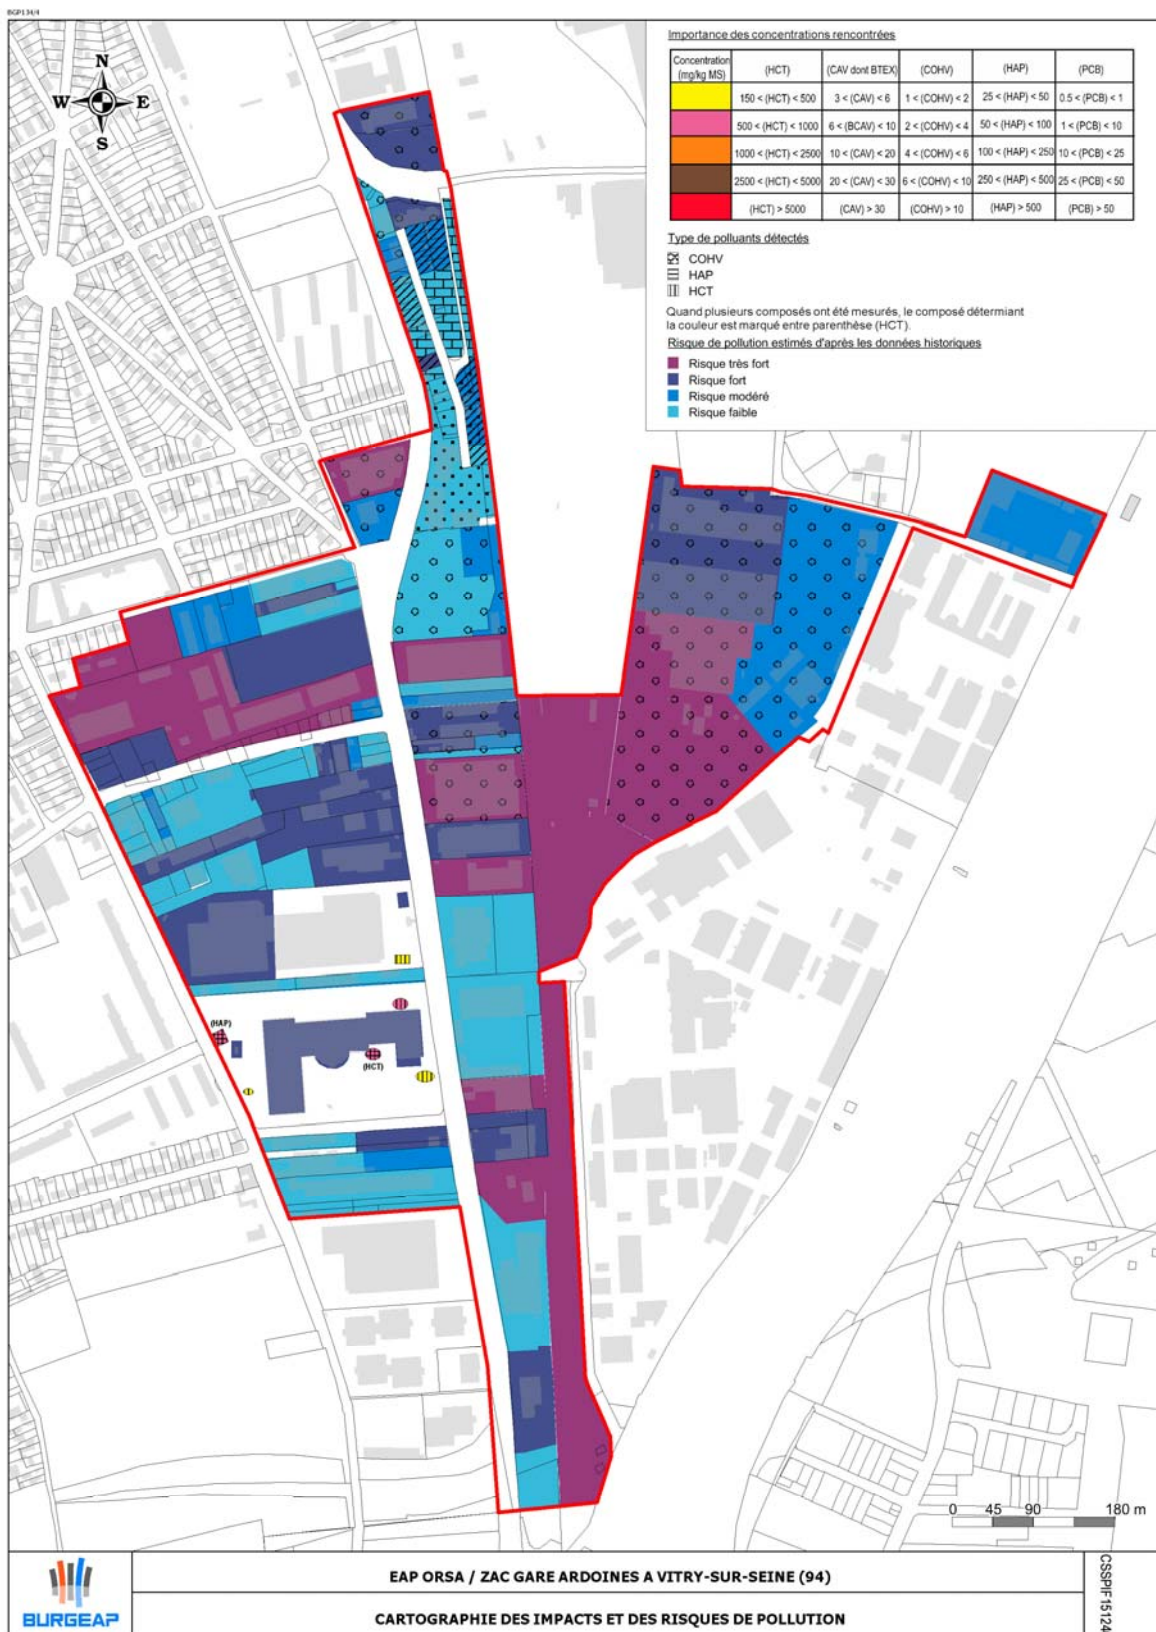 BGP134/4
N
W E
S
Importance des concentrations rencontrées
Concentration (mg/kg MS) (HCT) (CAV dont BTEX) (COHV) (HAP) (PCB)
150 < (HCT) < 500 3 < (CAV) < 6 1 < (COHV) < 2 25 < (HAP) < 50 0.5 < (PCB) < 1
500 < (HCT) < 1000 6 < (BCAV) < 10 2 < (COHV) < 4 50 < (HAP) < 100 1 < (PCB) < 10
1000 < (HCT) < 2500 10 < (CAV) < 20 4 < (COHV) < 6 100 < (HAP) < 250 10 < (PCB) < 25
2500 < (HCT) < 5000 20 < (CAV) < 30 6 < (COHV) < 10 250 < (HAP) < 500 25 < (PCB) < 50
(HCT) > 5000 (CAV) > 30 (COHV) > 10 (HAP) > 500 (PCB) > 50
Type de polluants détectés
COHV
HAP
HCT
Quand plusieurs composés ont été mesurés, le composé détermiant
la couleur est marqué entre parenthèse (HCT).
Risque de pollution estimés d'après les données historiques
Risque très fort
Risque fort
Risque modéré
Risque faible
(HAP)
(HCT)
0 45 90 180 m
BURGEAP
EAP ORSA / ZAC GARE ARDOINES A VITRY-SUR-SEINE (94)
CARTOGRAPHIE DES IMPACTS ET DES RISQUES DE POLLUTION
CSSPIF151244